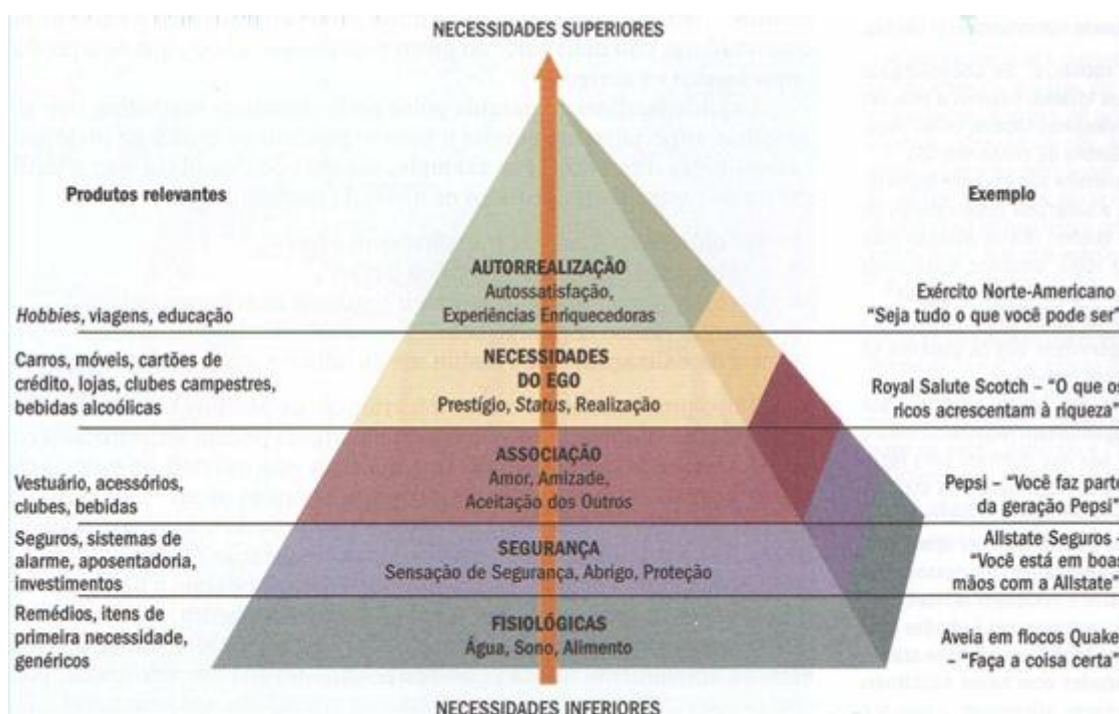 NECESSIDADES SUPERIORES
Produtos relevantes
Exemplo
AUTORREALIZAÇÃO
Autossatisfação,
Experiências Enriquecedoras
Hobbies, viagens, educação
Exército Norte-Americano
“Seja tudo o que você pode ser”
Carros, móveis, cartões de
crédito, lojas, clubes campestres,
bebidas alcoólicas
NECESSIDADES
DO EGO
Prestígio, Status, Realização
Royal Salute Scotch – “O que os
ricos acrescentam à riqueza”
Vestuário, acessórios,
clubes, bebidas
ASSOCIAÇÃO
Amor, Amizade,
Aceitação dos Outros
Pepsi – “Você faz parte
da geração Pepsi”
Seguros, sistemas de
alarme, aposentadoria,
investimentos
SEGURANÇA
Sensação de Segurança, Abrigo, Proteção
Allstate Seguros –
“Você está em boas
mãos com a Allstate”
Remédios, itens de
primeira necessidade,
genéricos
FISIOLÓGICAS
Água, Sono, Alimento
Aveia em flocos Quaker
– “Faça a coisa certa”
NECESSIDADES INFERIORES